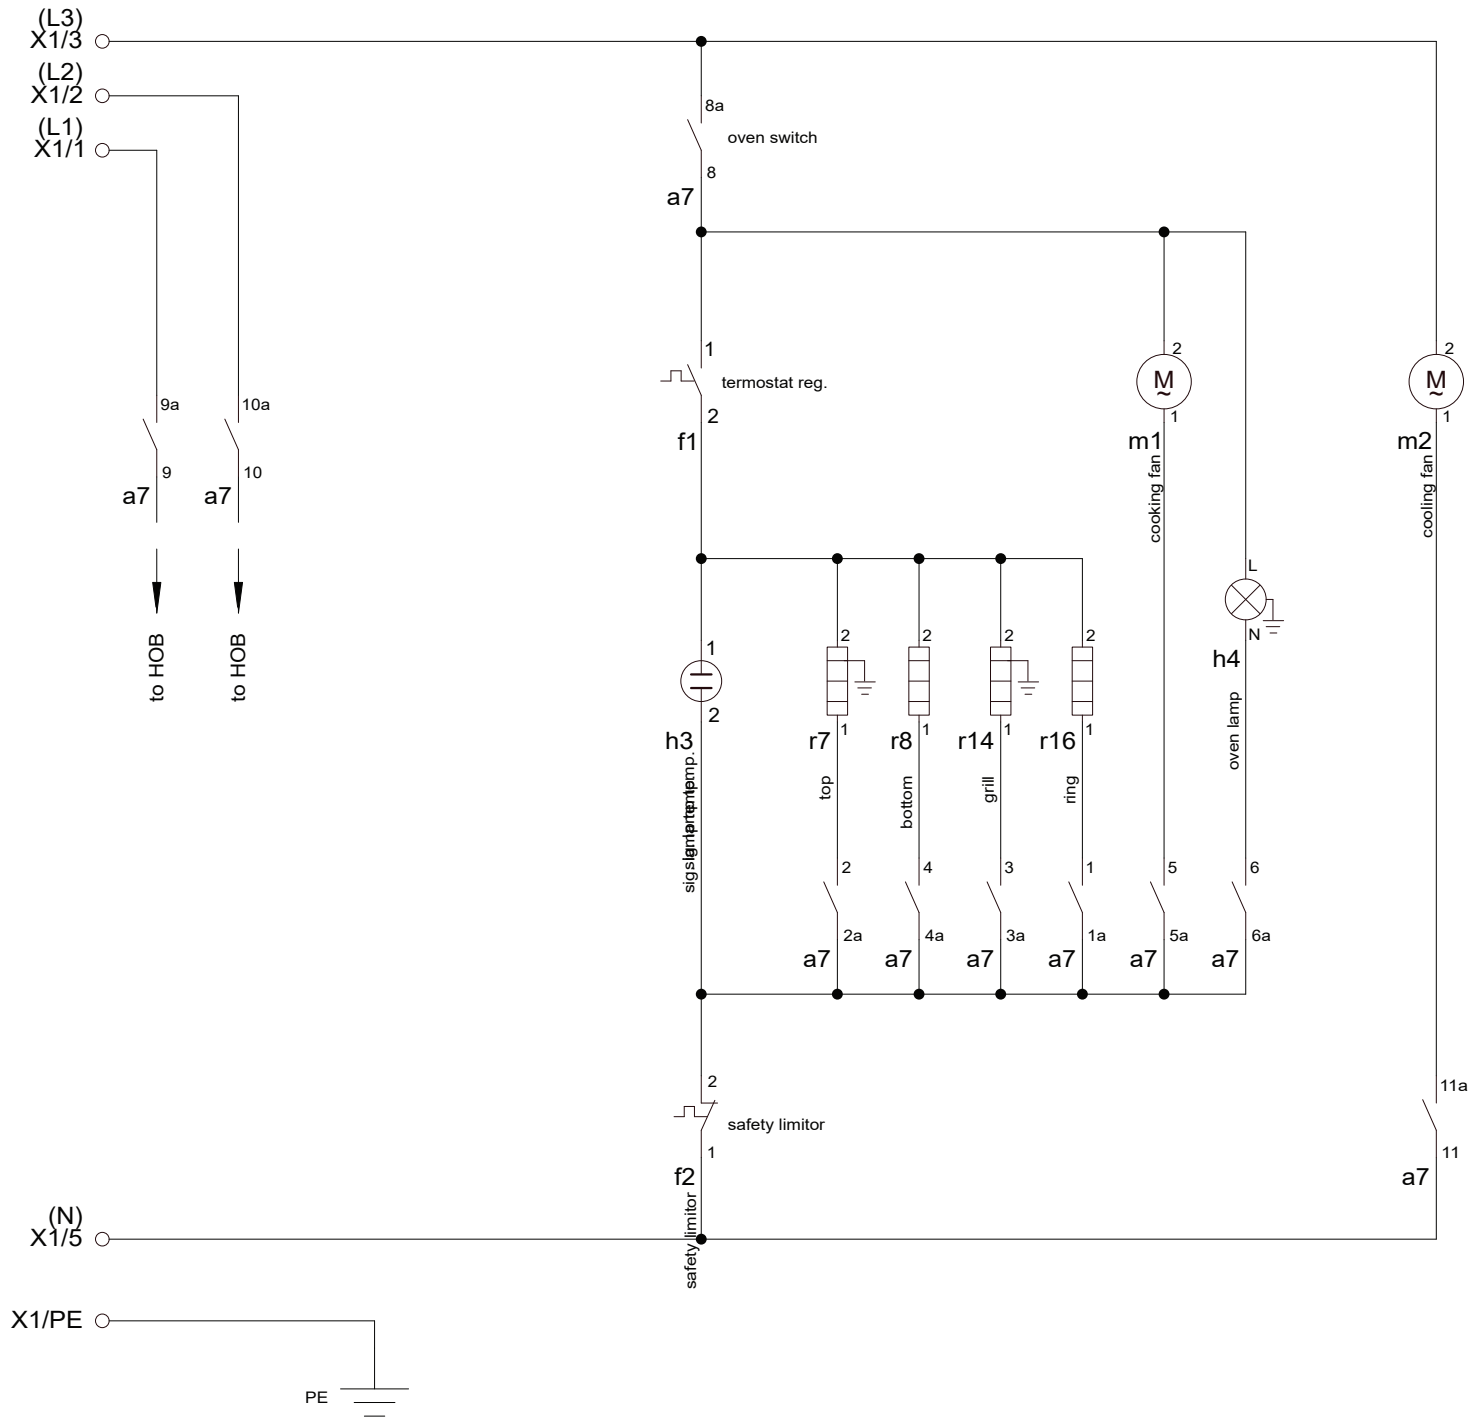 (L3)
X1/3
(L2)
X1/2
(L1)
X1/1
8a
oven switch
8
a7
1
termostat reg.
2
f1
2
M
~
1
m1
cooking fan
2
M
~
1
m2
cooling fan
9a
9
a7
10a
10
a7
to HOB
to HOB
L
N
h4
oven lamp
1
2
h3
2
1
r7
top
2
1
r8
bottom
2
1
r14
grill
2
1
r16
ring
2
2a
a7
4
4a
a7
3
3a
a7
1
1a
a7
5
5a
a7
6
6a
a7
2
safety limitor
1
f2
safety limitor
11a
11
a7
(N)
X1/5
X1/PE
PE